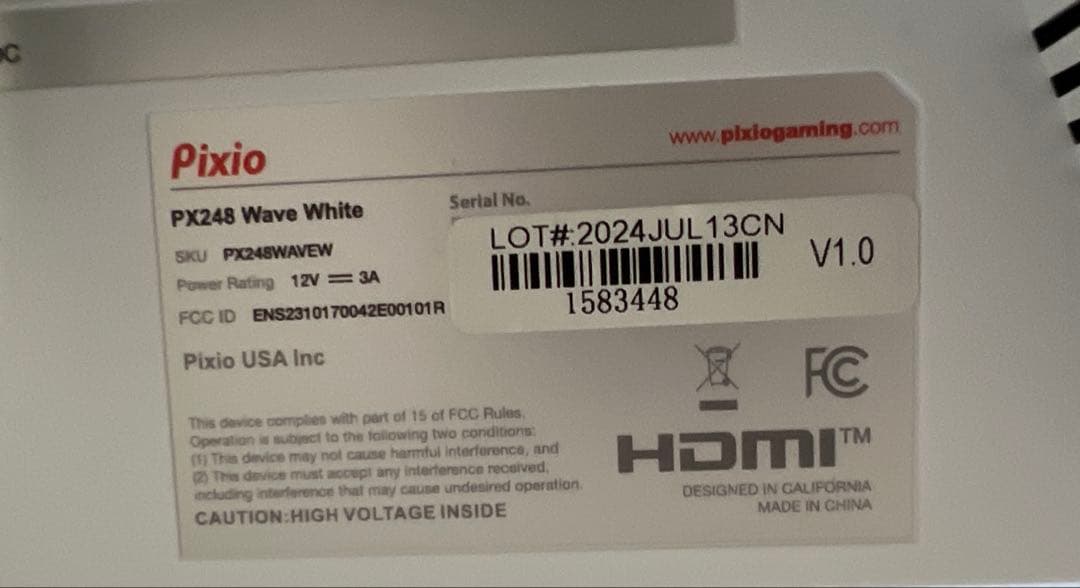 C
Pixio
www.pixiogaming.com
PX248 Wave White
Serial No.
SKU PX248WAVEW
Power Rating 12V 3A
FCC ID ENS2310170042E00101R
LOT#:2024JUL13CN
V1.0
1583448
Pixio USA Inc
FC
This device complies with part of 15 of FCC Rules.
Operation is subject to the following two conditions:
(1) This device may not cause harmful interference, and
(2) This device must accept any interference received,
including interference that may cause undesired operation.
CAUTION:HIGH VOLTAGE INSIDE
HDMI™
DESIGNED IN CALIFORNIA
MADE IN CHINA